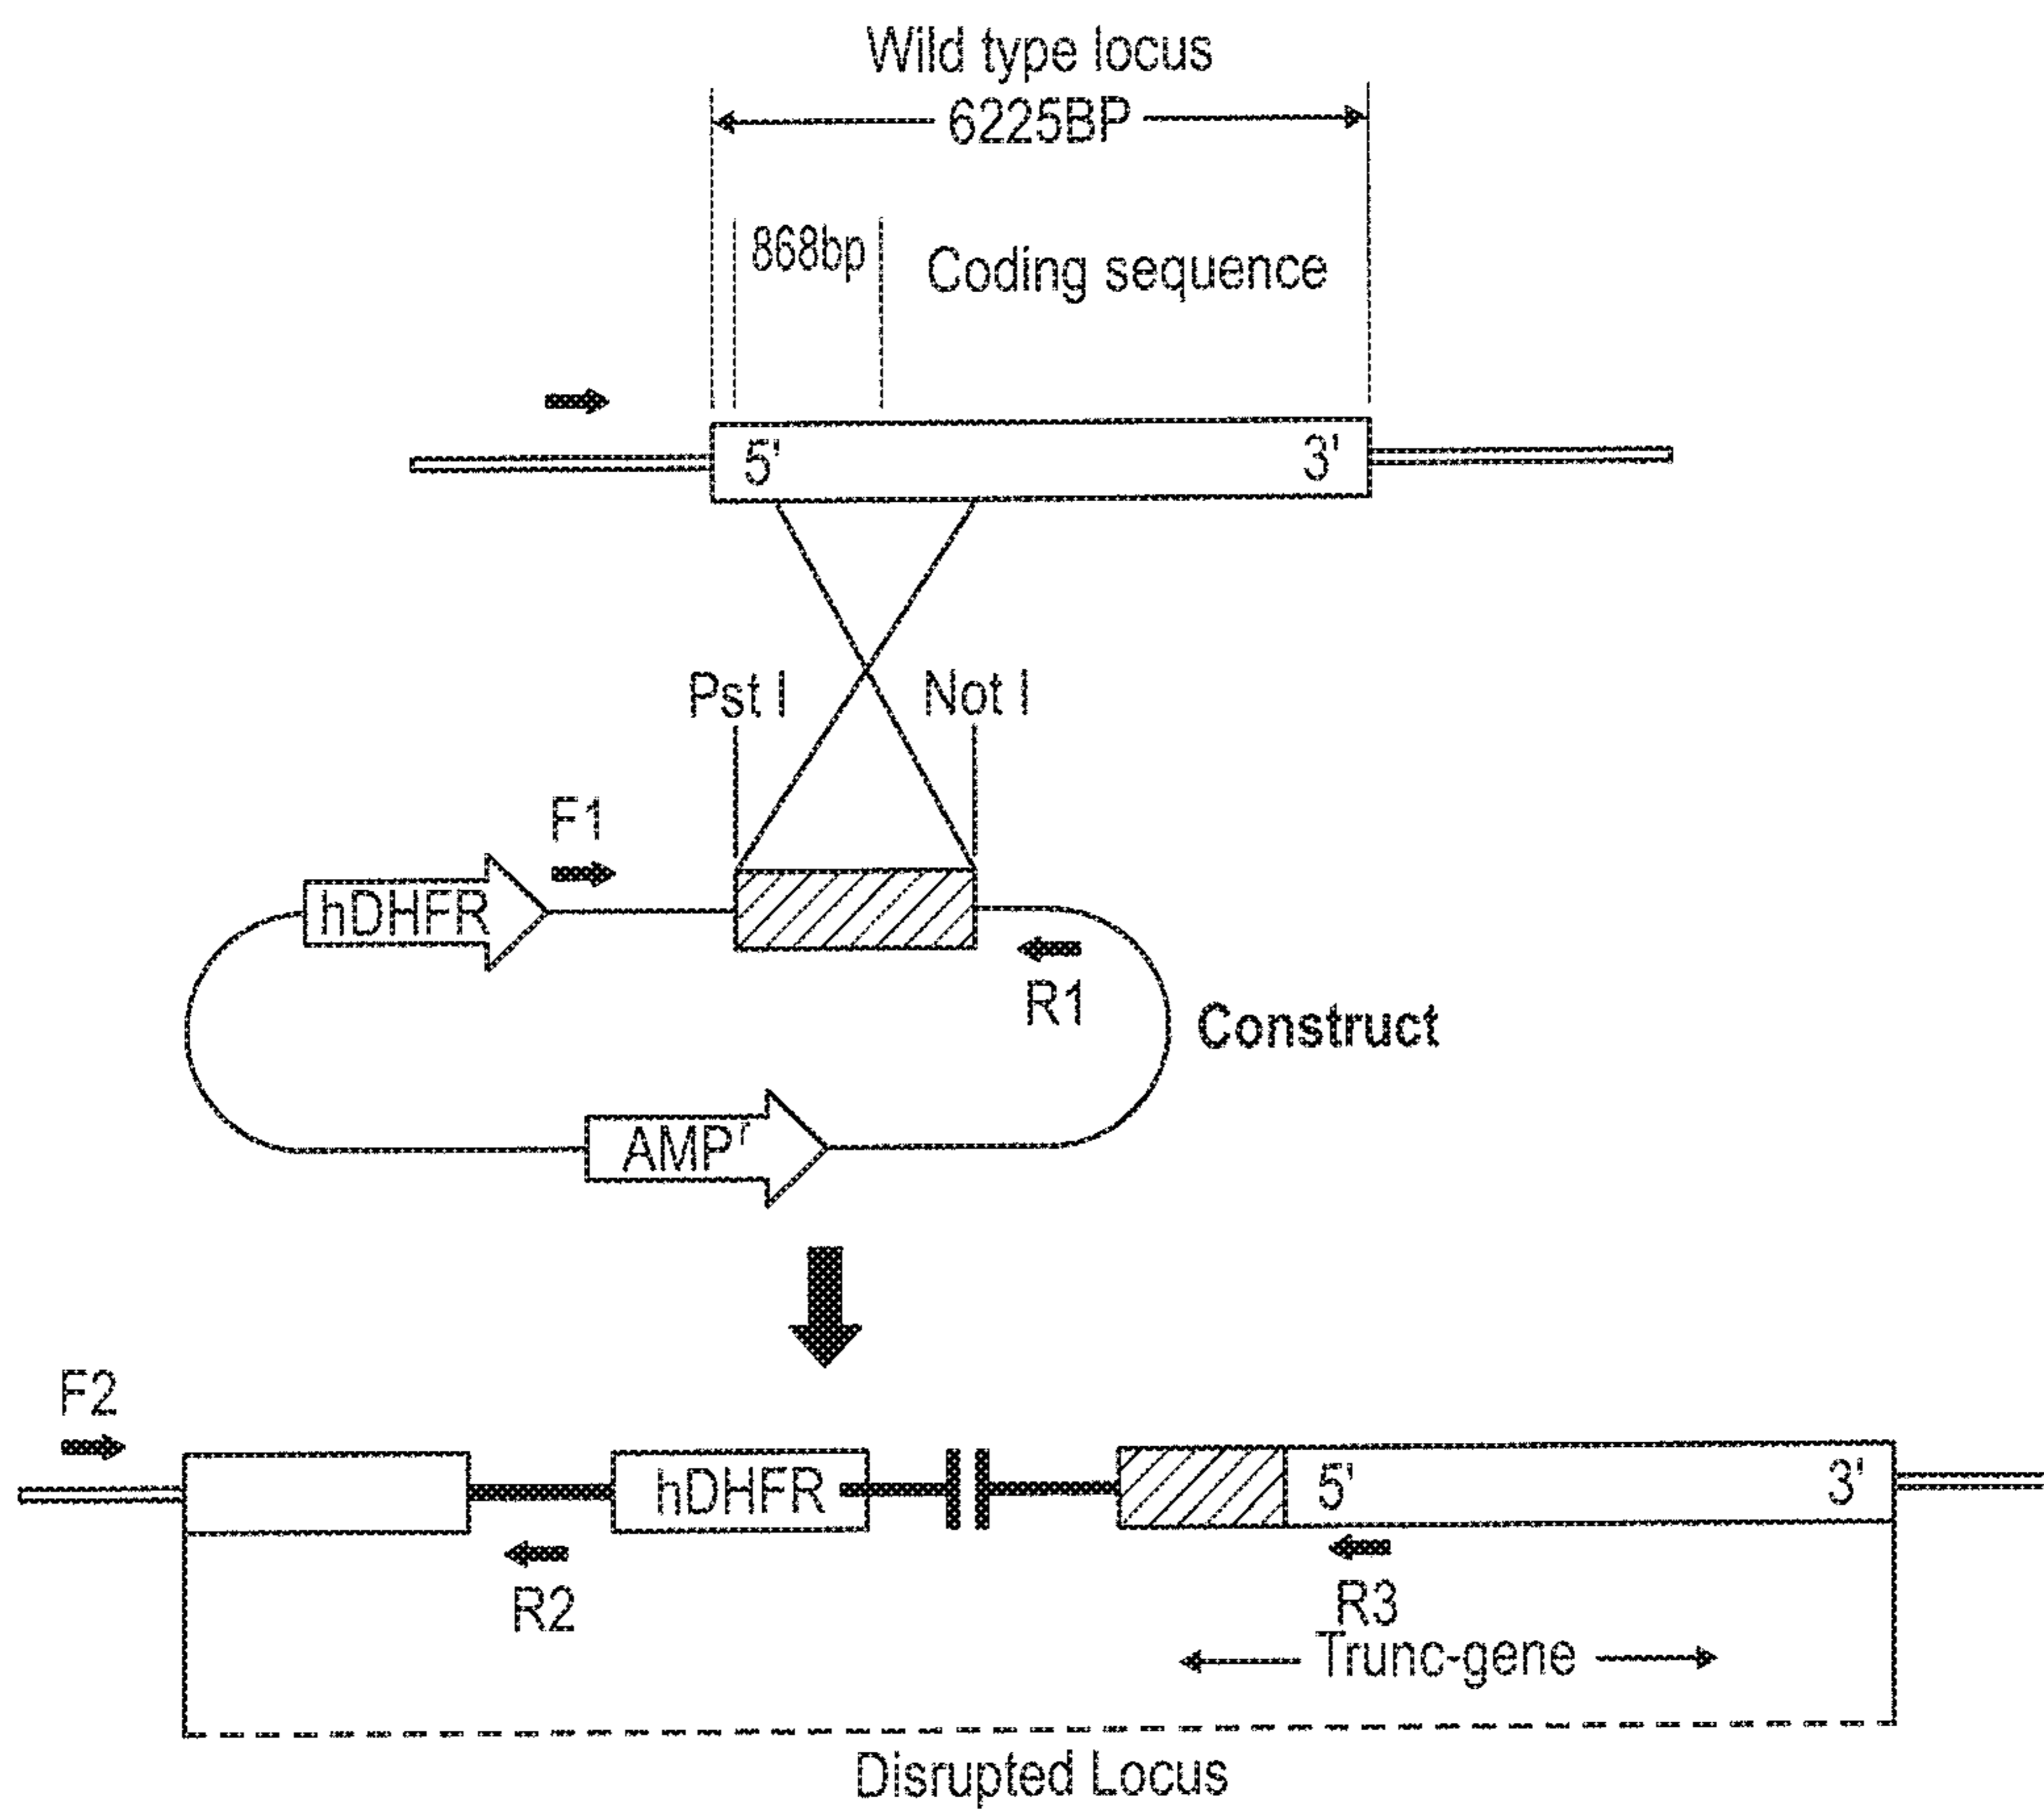 Wild type locus
6225BP
868bp
Coding sequence
5'
3'
Pst I
Not I
F1
hDHFR
R1
Construct
AMPʳ
F2
hDHFR
5'
3'
R2
R3
Trunc-gene
Disrupted Locus